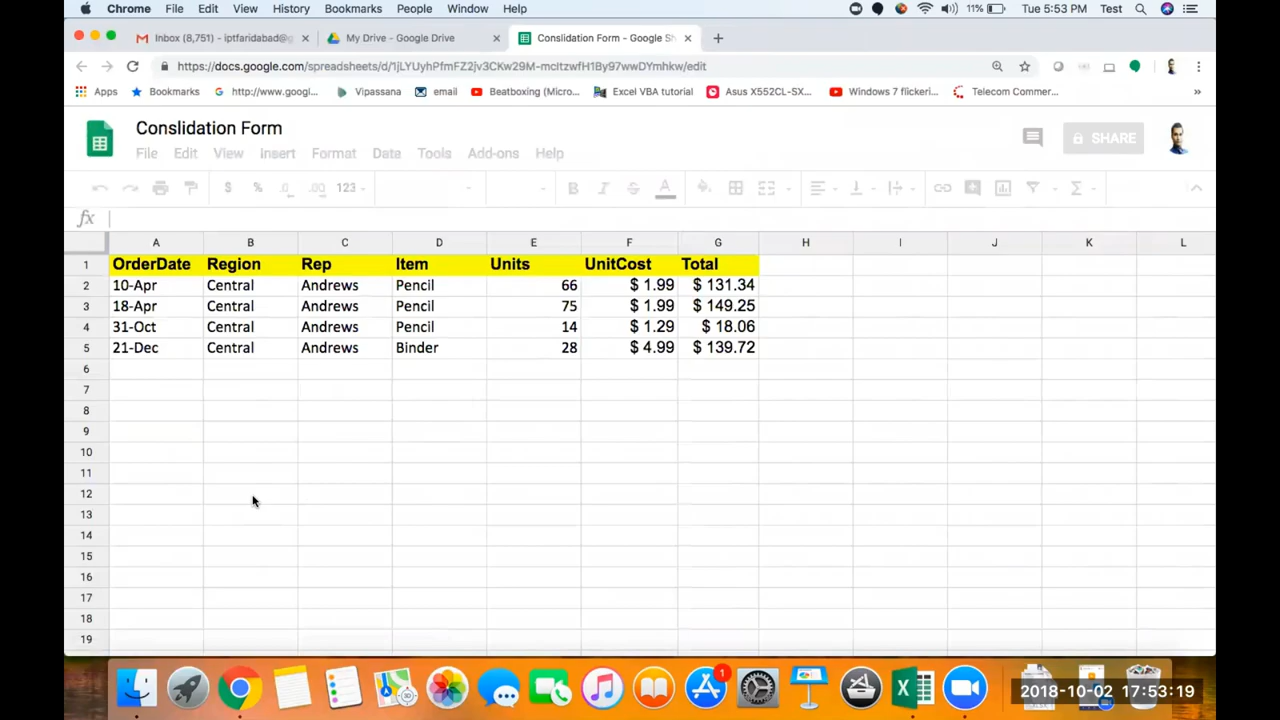 Chrome File Edit View History Bookmarks People Window Help 11% Tue 5:53 PM Test
Inbox (8,751) - iptfaridabad@g × My Drive - Google Drive × Conslidation Form - Google Sh × +
https://docs.google.com/spreadsheets/d/1jLYUyhPfmFZ2jv3CKw29M-mcItzwfH1By97wwDYmhkw/edit
Apps Bookmarks http://www.googl... Vipassana email Beatboxing (Micro... Excel VBA tutorial Asus X552CL-SX... Windows 7 flickeri... Telecom Commer... »
Conslidation Form
File Edit View Insert Format Data Tools Add-ons Help
SHARE
$ % .0 .00 123 B I S A Σ
fx
A B C D E F G H I J K L
1 OrderDate Region Rep Item Units UnitCost Total
2 10-Apr Central Andrews Pencil 66 $ 1.99 $ 131.34
3 18-Apr Central Andrews Pencil 75 $ 1.99 $ 149.25
4 31-Oct Central Andrews Pencil 14 $ 1.29 $ 18.06
5 21-Dec Central Andrews Binder 28 $ 4.99 $ 139.72
6
7
8
9
10
11
12
13
14
15
16
17
18
19
1
2018-10-02 17:53:19